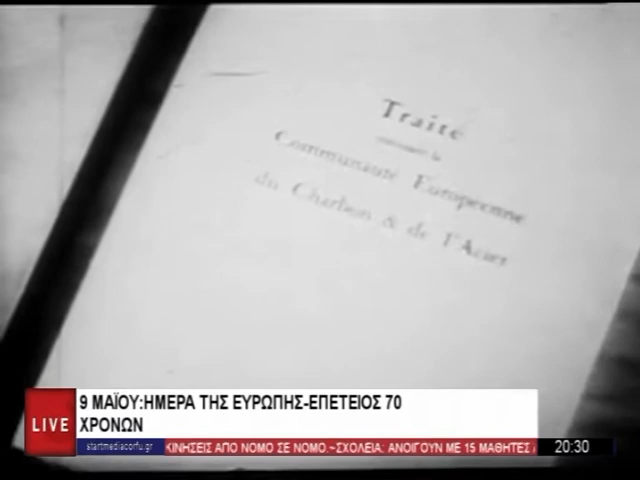 Traité
Communauté Européenne
du Charbon & de l'Acier
9 ΜΑΪΟΥ:ΗΜΕΡΑ ΤΗΣ ΕΥΡΩΠΗΣ-ΕΠΕΤΕΙΟΣ 70
ΧΡΟΝΩΝ
LIVE
startmediacorfu.gr
ΚΙΝΗΣΕΙΣ ΑΠΟ ΝΟΜΟ ΣΕ ΝΟΜΟ.~ΣΧΟΛΕΙΑ: ΑΝΟΙΓΟΥΝ ΜΕ 15 ΜΑΘΗΤΕΣ
20:30